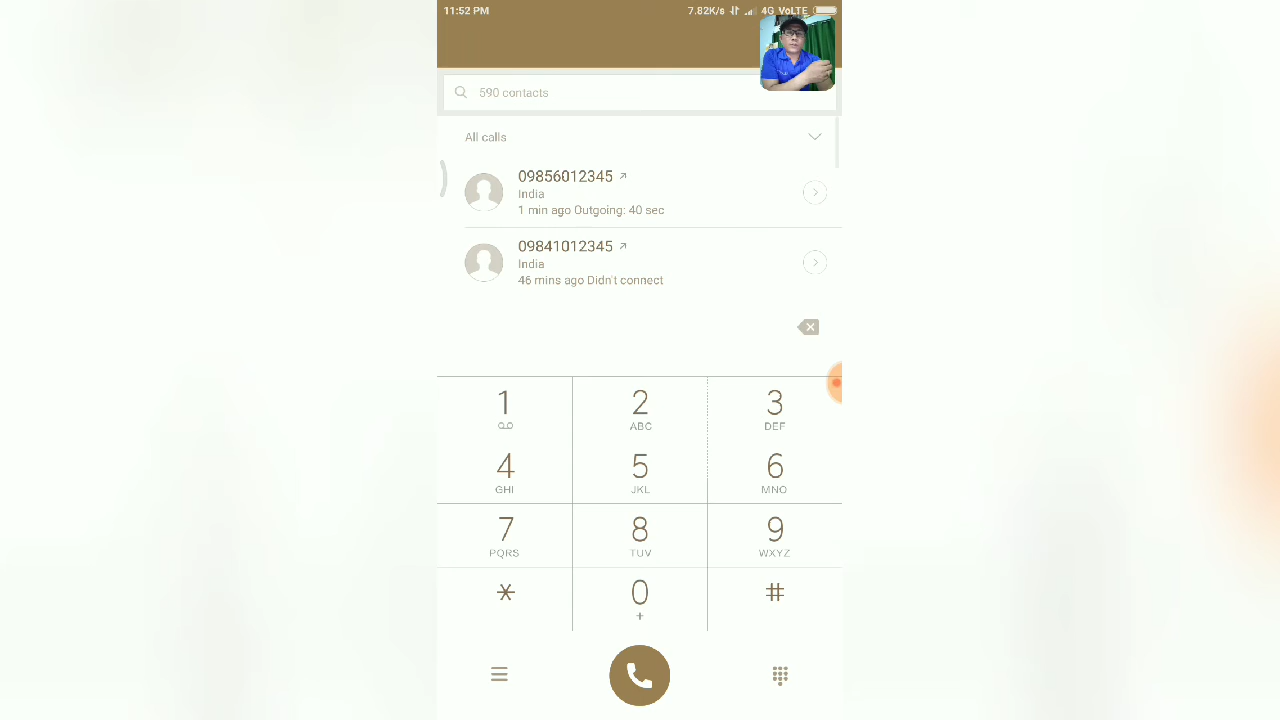 11:52 PM
7.82K/s 4G VoLTE
590 contacts
All calls
09856012345
India
1 min ago Outgoing: 40 sec
09841012345
India
46 mins ago Didn't connect
1 2 3
ABC DEF
4 5 6
GHI JKL MNO
7 8 9
PQRS TUV WXYZ
* 0 #
+